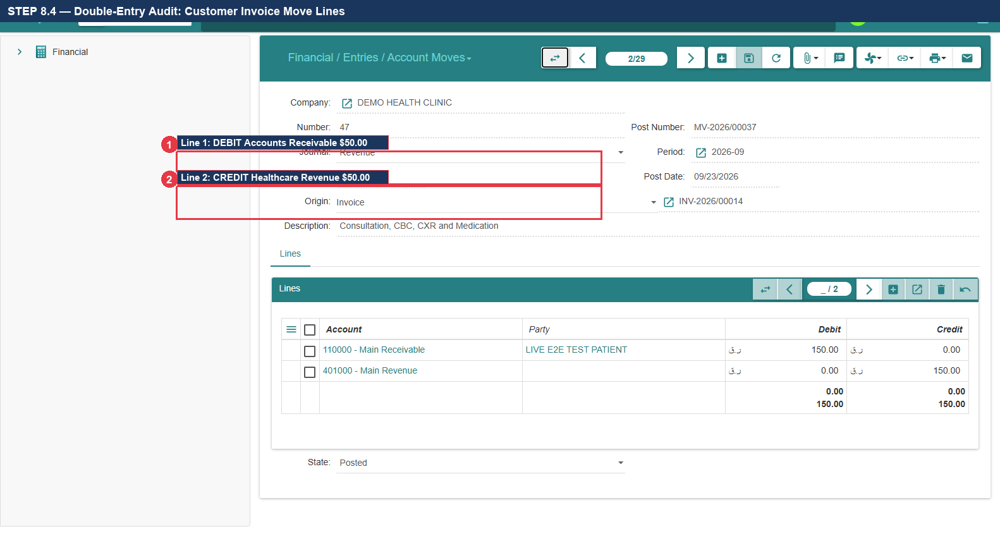 STEP 8.4 — Double-Entry Audit: Customer Invoice Move Lines
Financial
Financial / Entries / Account Moves
2/29
Company: DEMO HEALTH CLINIC
Number: 47
Post Number: MV-2026/00037
1 Line 1: DEBIT Accounts Receivable $50.00
Journal: Revenue
Period: 2026-09
2 Line 2: CREDIT Healthcare Revenue $50.00
Post Date: 09/23/2026
Origin: Invoice
INV-2026/00014
Description: Consultation, CBC, CXR and Medication
Lines
Lines
_ / 2
Account Party Debit Credit
110000 - Main Receivable LIVE E2E TEST PATIENT ر.ق 150.00 ر.ق 0.00
401000 - Main Revenue ر.ق 0.00 ر.ق 150.00
0.00 0.00
150.00 150.00
State: Posted